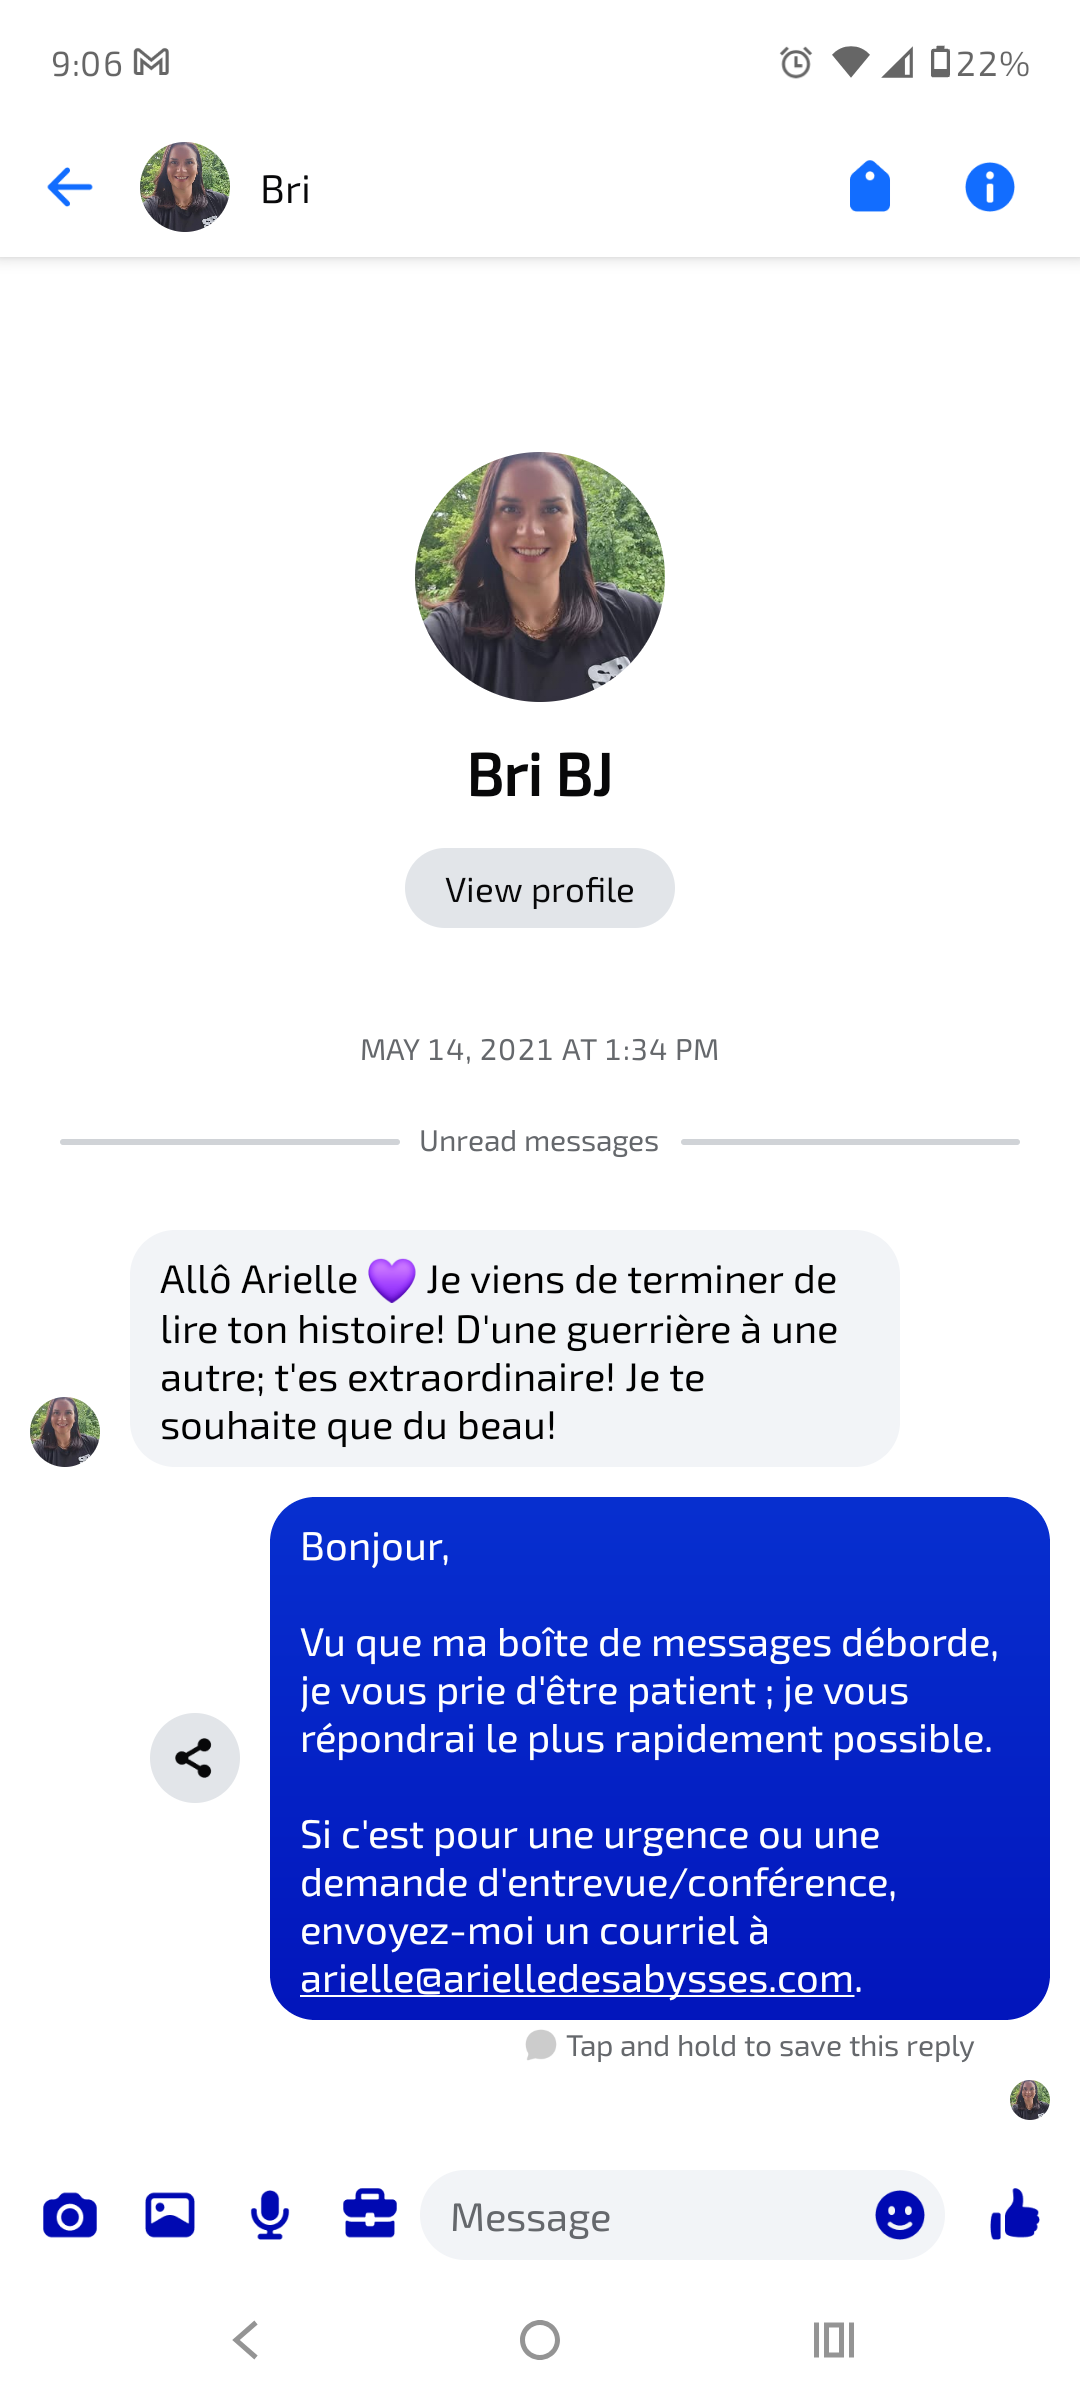 9:06
22%
Bri
Bri BJ
View profile
MAY 14, 2021 AT 1:34 PM
Unread messages
Allô Arielle 💜 Je viens de terminer de
lire ton histoire! D'une guerrière à une
autre; t'es extraordinaire! Je te
souhaite que du beau!
Bonjour,
Vu que ma boîte de messages déborde,
je vous prie d'être patient ; je vous
répondrai le plus rapidement possible.
Si c'est pour une urgence ou une
demande d'entrevue/conférence,
envoyez-moi un courriel à
arielle@arielledesabysses.com.
Tap and hold to save this reply
Message